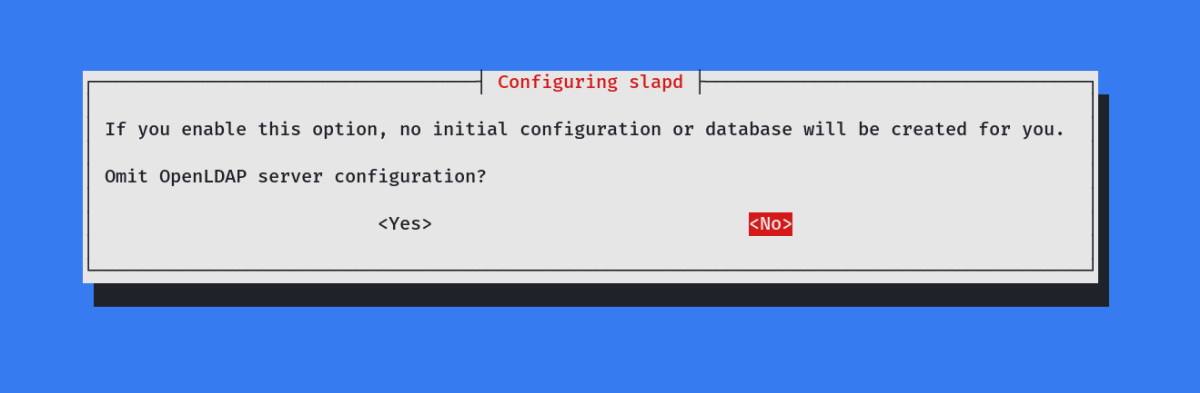 Configuring slapd
If you enable this option, no initial configuration or database will be created for you.
Omit OpenLDAP server configuration?
<Yes> <No>